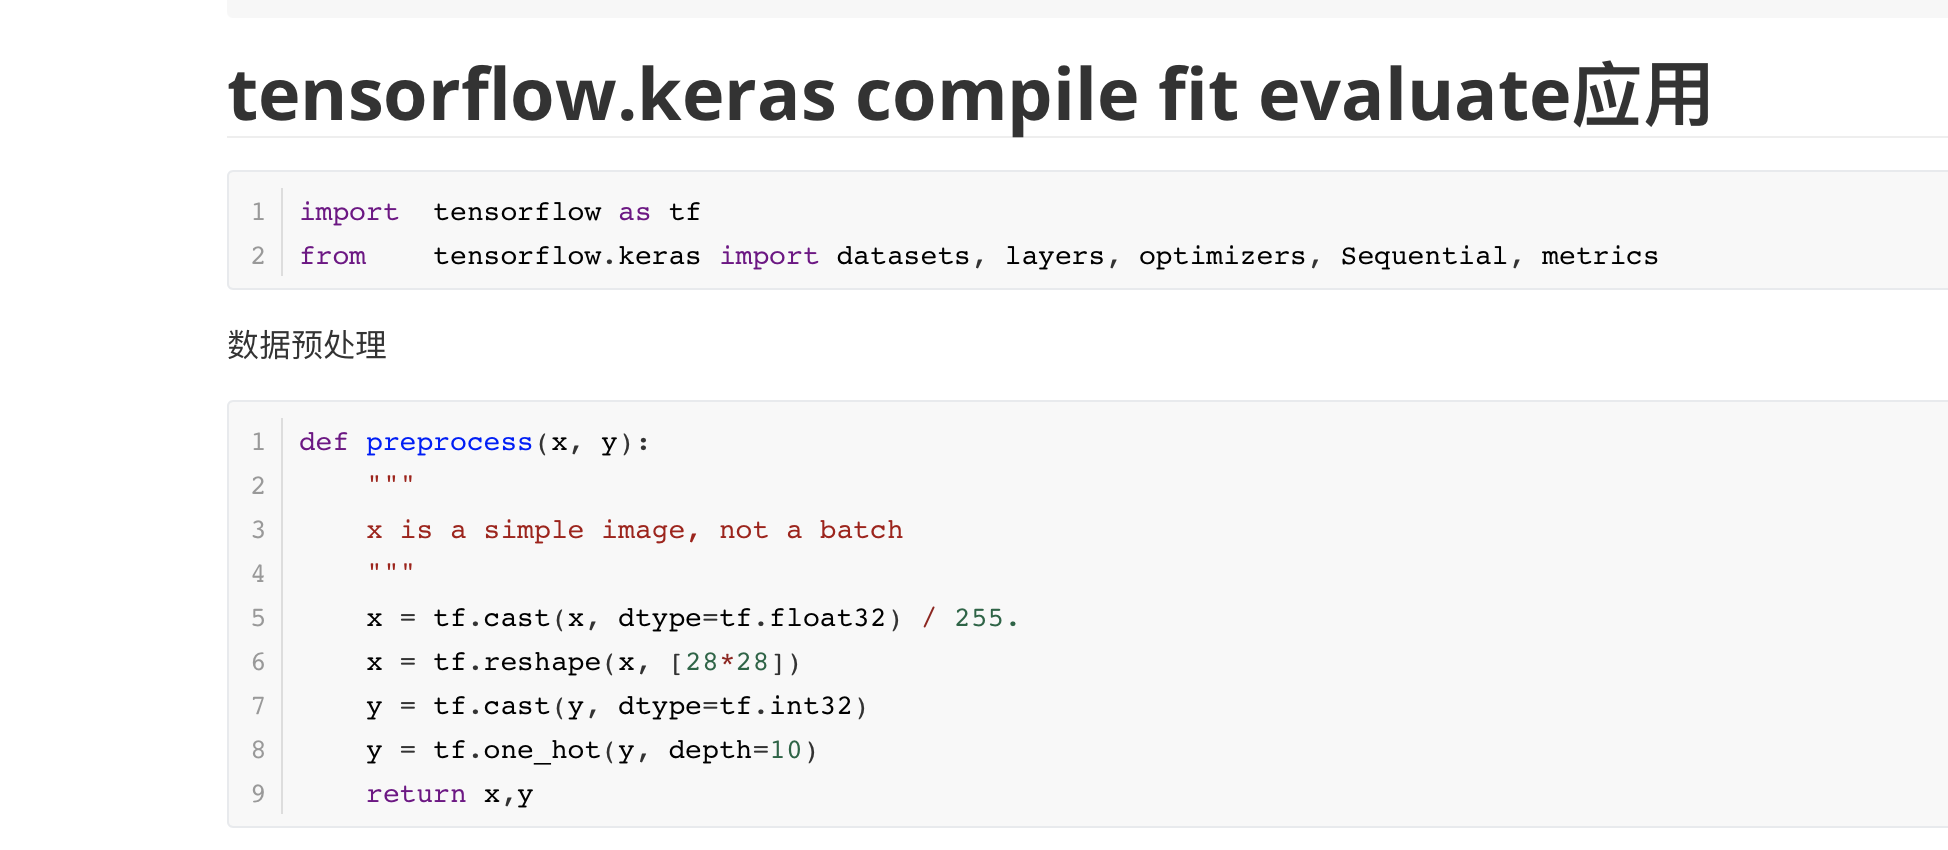 tensorflow.keras compile fit evaluate应用
1 import  tensorflow as tf
2 from    tensorflow.keras import datasets, layers, optimizers, Sequential, metrics
数据预处理
1 def preprocess(x, y):
2     """
3     x is a simple image, not a batch
4     """
5     x = tf.cast(x, dtype=tf.float32) / 255.
6     x = tf.reshape(x, [28*28])
7     y = tf.cast(y, dtype=tf.int32)
8     y = tf.one_hot(y, depth=10)
9     return x,y